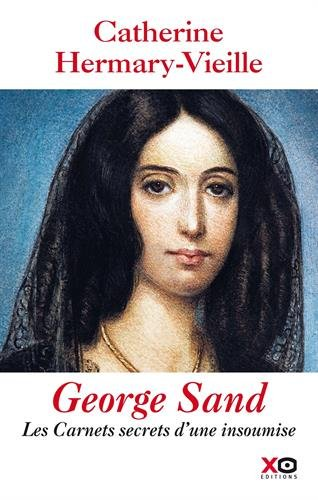 Catherine
Hermary-Vieille
George Sand
Les Carnets secrets d'une insoumise
XO
EDITIONS